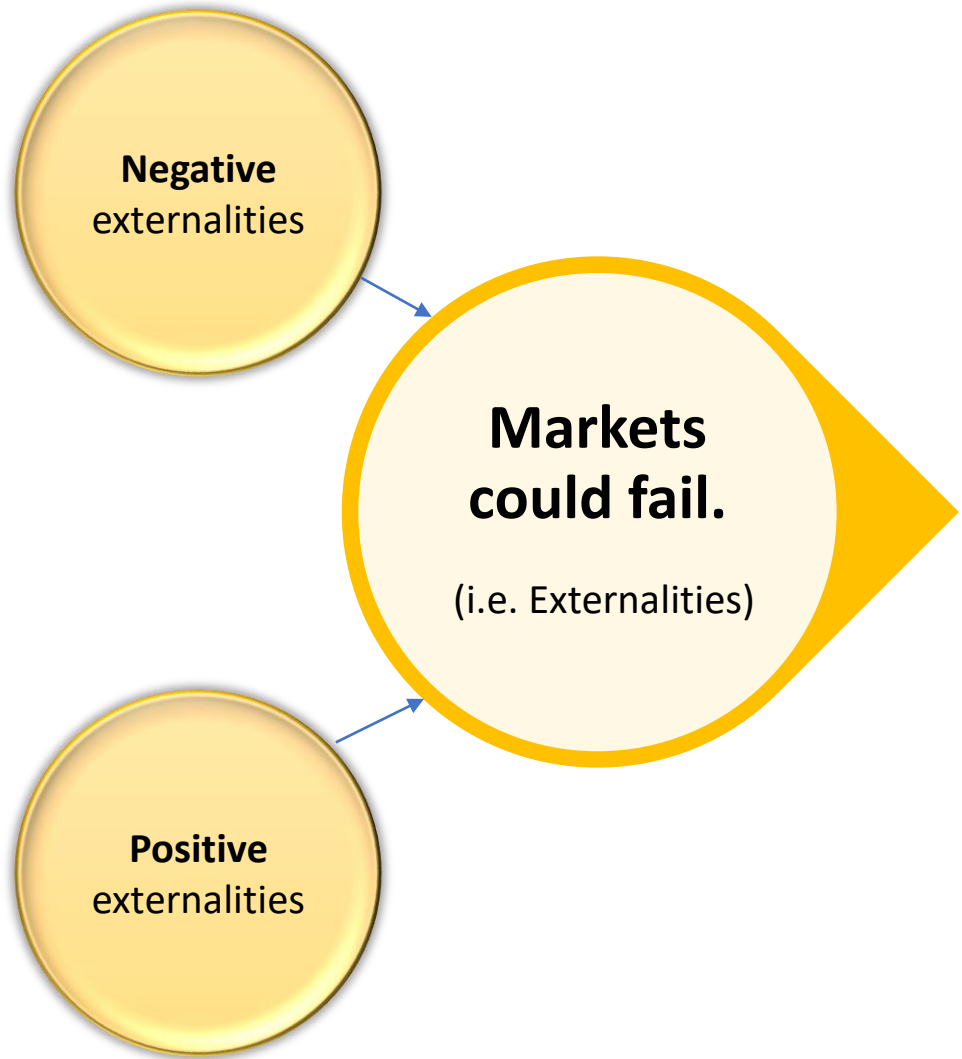 Negative
externalities
Markets
could fail.
(i.e. Externalities)
Positive
externalities